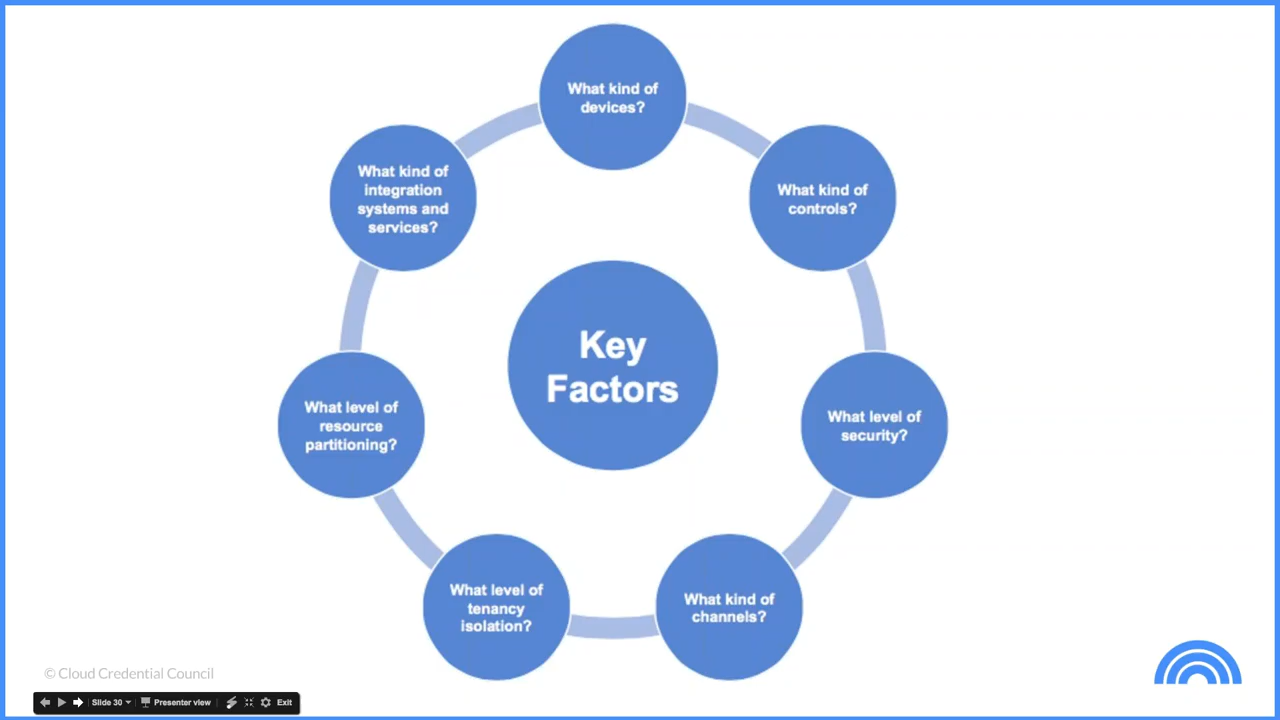 What kind of
devices?
What kind of
controls?
What level of
security?
What kind of
channels?
What level of
tenancy
isolation?
What level of
resource
partitioning?
What kind of
integration
systems and
services?
Key
Factors
© Cloud Credential Council
Slide 30
Presenter view
Exit